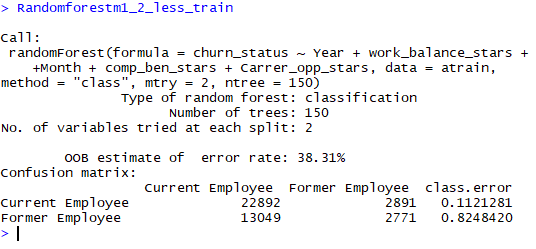 > Randomforestm1_2_less_train
Call:
 randomForest(formula = churn_status ~ Year + work_balance_stars +
      +Month + comp_ben_stars + Carrer_opp_stars, data = atrain,
method = "class", mtry = 2, ntree = 150)
               Type of random forest: classification
                     Number of trees: 150
No. of variables tried at each split: 2
        OOB estimate of  error rate: 38.31%
Confusion matrix:
                 Current Employee  Former Employee  class.error
Current Employee            22892             2891    0.1121281
Former Employee             13049             2771    0.8248420
>